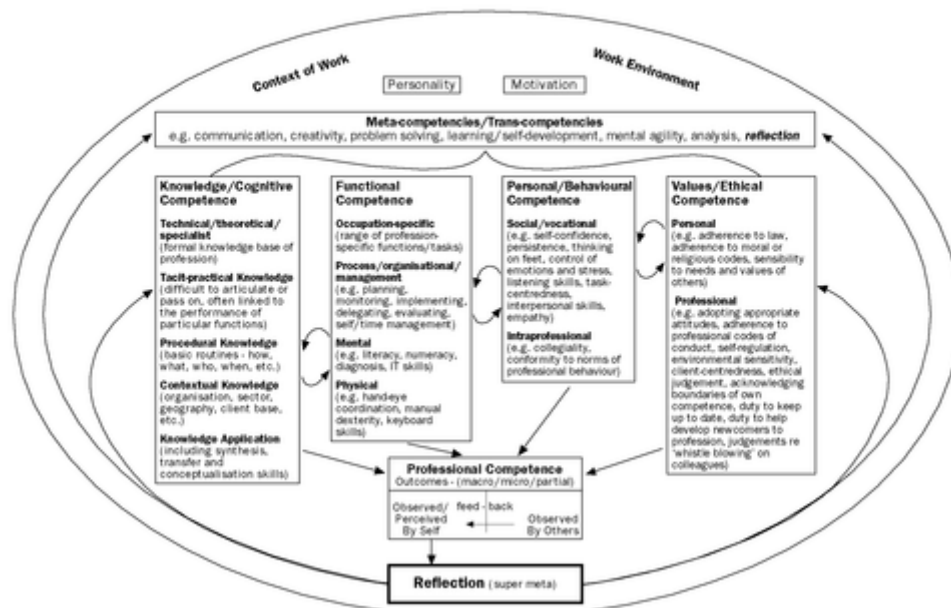 Context of Work
Work Environment
Personality
Motivation
Meta-competencies/Trans-competencies
e.g. communication, creativity, problem solving, learning/self-development, mental agility, analysis, reflection
Knowledge/Cognitive
Competence
Technical/theoretical/
specialist
(formal knowledge base of
profession)
Tacit-practical Knowledge
(difficult to articulate or
pass on, often linked to
the performance of
particular functions)
Procedural Knowledge
(basic routines - how,
what, who, when, etc.)
Contextual Knowledge
(organisation, sector,
geography, client base,
etc.)
Knowledge Application
(including synthesis,
transfer and
conceptualisation skills)
Functional
Competence
Occupation-specific
(range of profession-
specific functions/tasks)
Process/organisational/
management
(e.g. planning,
monitoring, implementing,
delegating, evaluating,
self/time management)
Mental
(e.g. literacy, numeracy,
diagnosis, IT skills)
Physical
(e.g. hand-eye
coordination, manual
dexterity, keyboard
skills)
Personal/Behavioural
Competence
Social/vocational
(e.g. self-confidence,
persistence, thinking
on feet, control of
emotions and stress,
listening skills, task-
centredness,
interpersonal skills,
empathy)
Intraprofessional
(e.g. collegiality,
conformity to norms of
professional behaviour)
Values/Ethical
Competence
Personal
(e.g. adherence to law,
adherence to moral or
religious codes, sensibility
to needs and values of
others)
Professional
(e.g. adopting appropriate
attitudes, adherence to
professional codes of
conduct, self-regulation,
environmental sensitivity,
client-centredness, ethical
judgement, acknowledging
boundaries of own
competence, duty to keep
up to date, duty to help
develop newcomers to
profession, judgements re
'whistle blowing' on
colleagues)
Professional Competence
Outcomes - (macro/micro/partial)
Observed/
Perceived
By Self
feed - back
Observed
By Others
Reflection (super meta)